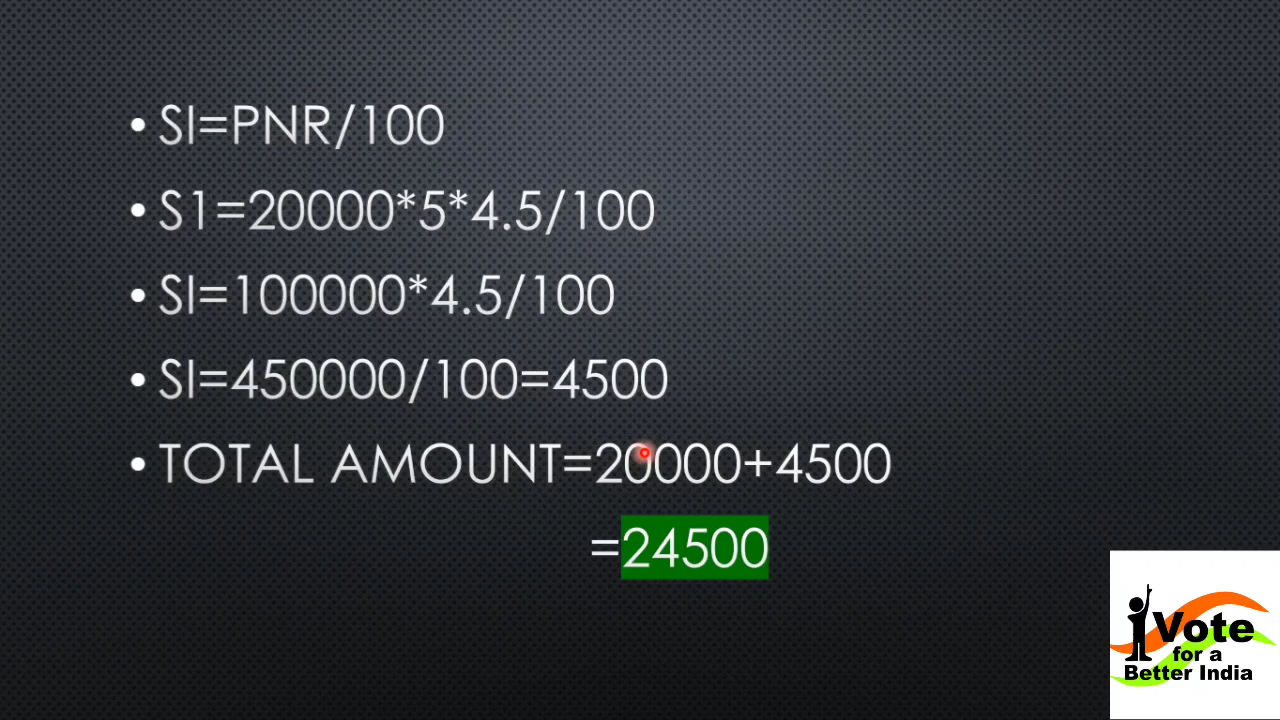 • SI=PNR/100
• S1=20000*5*4.5/100
• SI=100000*4.5/100
• SI=450000/100=4500
• TOTAL AMOUNT=20000+4500
=24500
Vote
for a
Better India